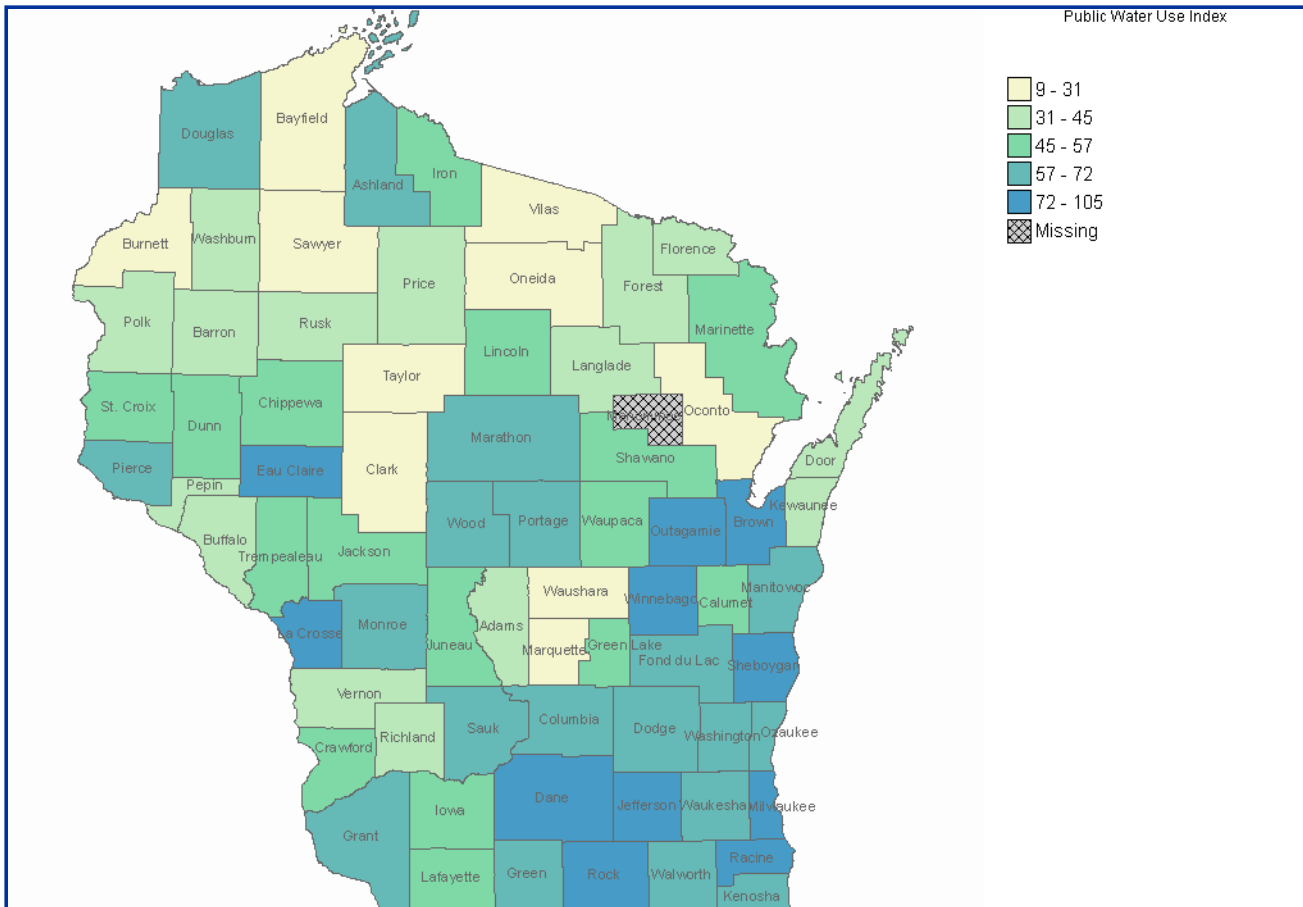 Public Water Use Index
9 - 31
31 - 45
45 - 57
57 - 72
72 - 105
Missing
Bayfield
Douglas
Iron
Ashland
Vilas
Burnett
Washburn
Sawyer
Florence
Oneida
Price
Forest
Polk
Barron
Rusk
Marinette
Lincoln
Langlade
Taylor
Chippewa
St. Croix
Dunn
Oconto
Marathon
Shawano
Door
Pierce
Eau Claire
Clark
Pepin
Kewaunee
Wood
Portage
Waupaca
Outagamie
Brown
Buffalo
Trempealeau
Jackson
Waushara
Winnebago
Calumet
Manitowoc
La Crosse
Monroe
Adams
Juneau
Marquette
Green Lake
Fond du Lac
Sheboygan
Vernon
Richland
Sauk
Columbia
Dodge
Washington
Ozaukee
Crawford
Dane
Jefferson
Waukesha
Milwaukee
Iowa
Grant
Lafayette
Green
Rock
Walworth
Racine
Kenosha